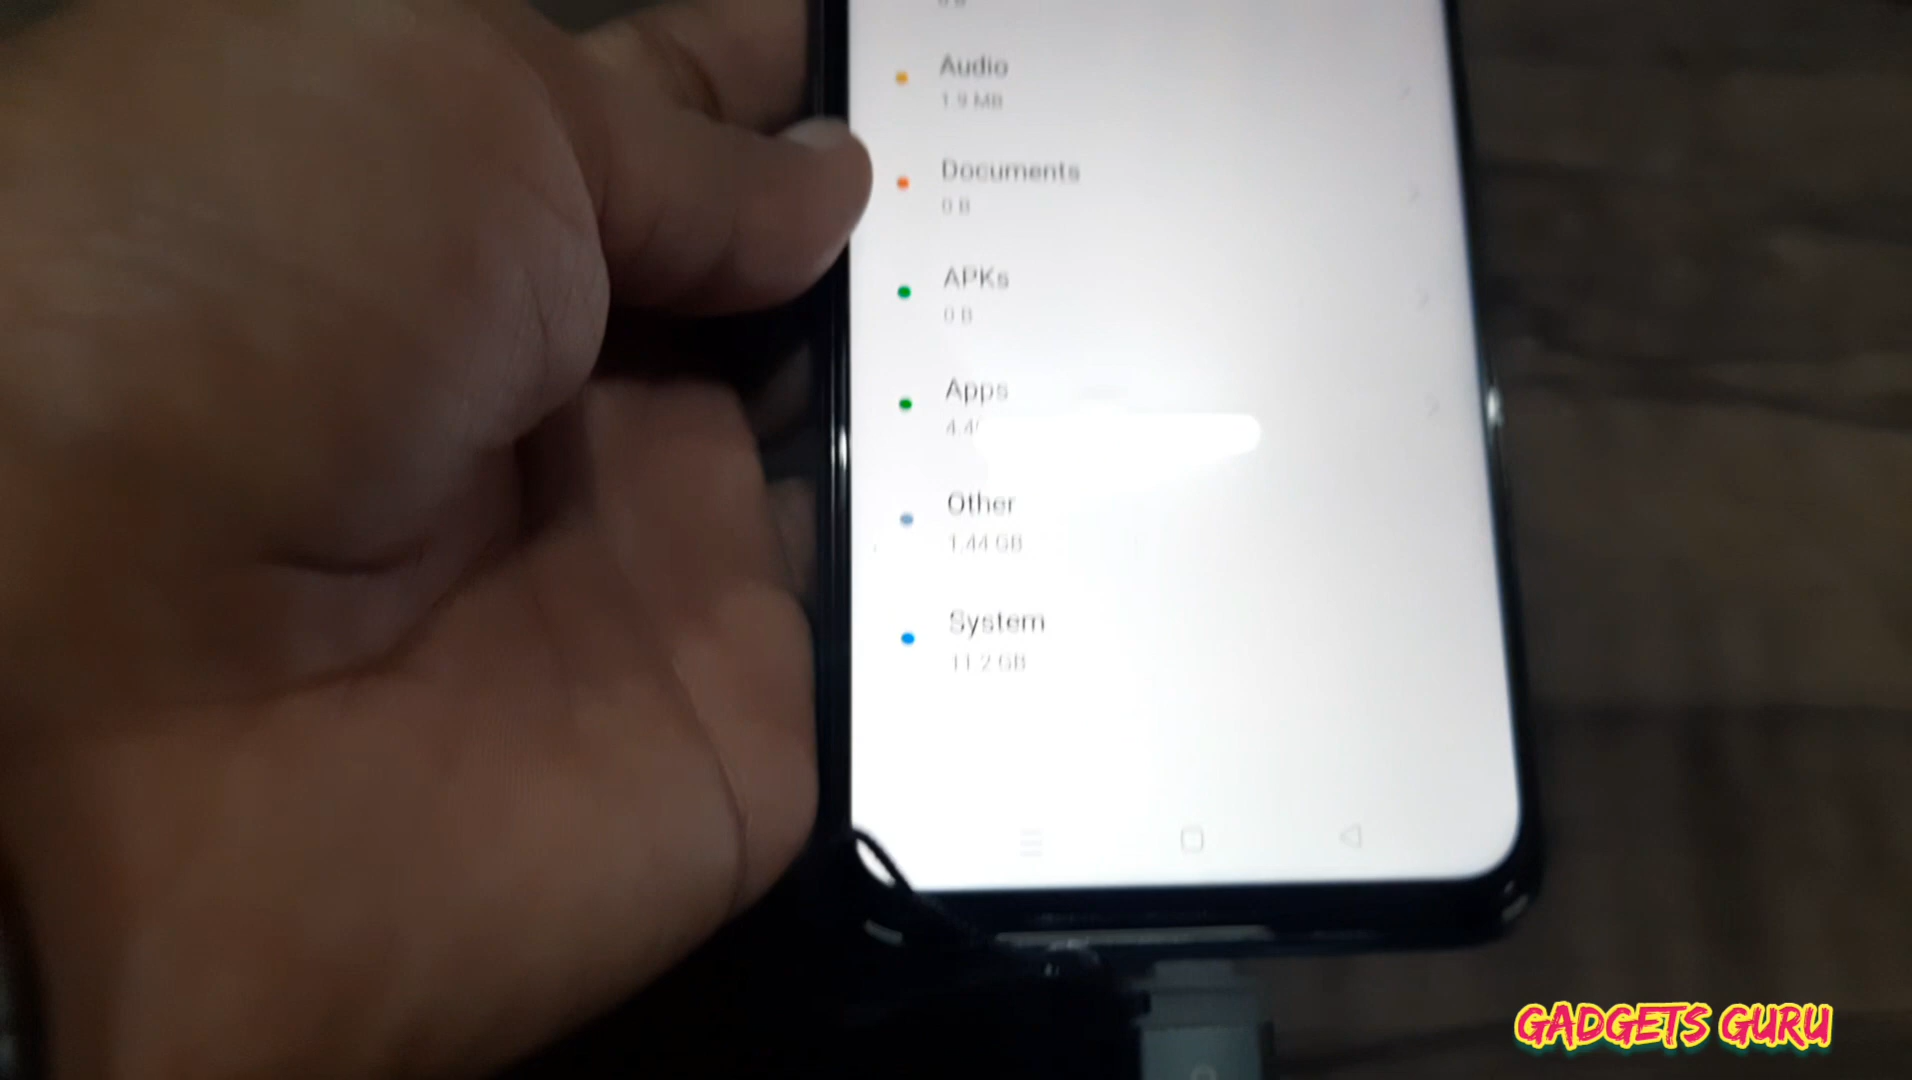 Audio
1.9 MB
Documents
0 B
APKs
0 B
Apps
Other
1.44 GB
System
11.2 GB
GADGETS GURU